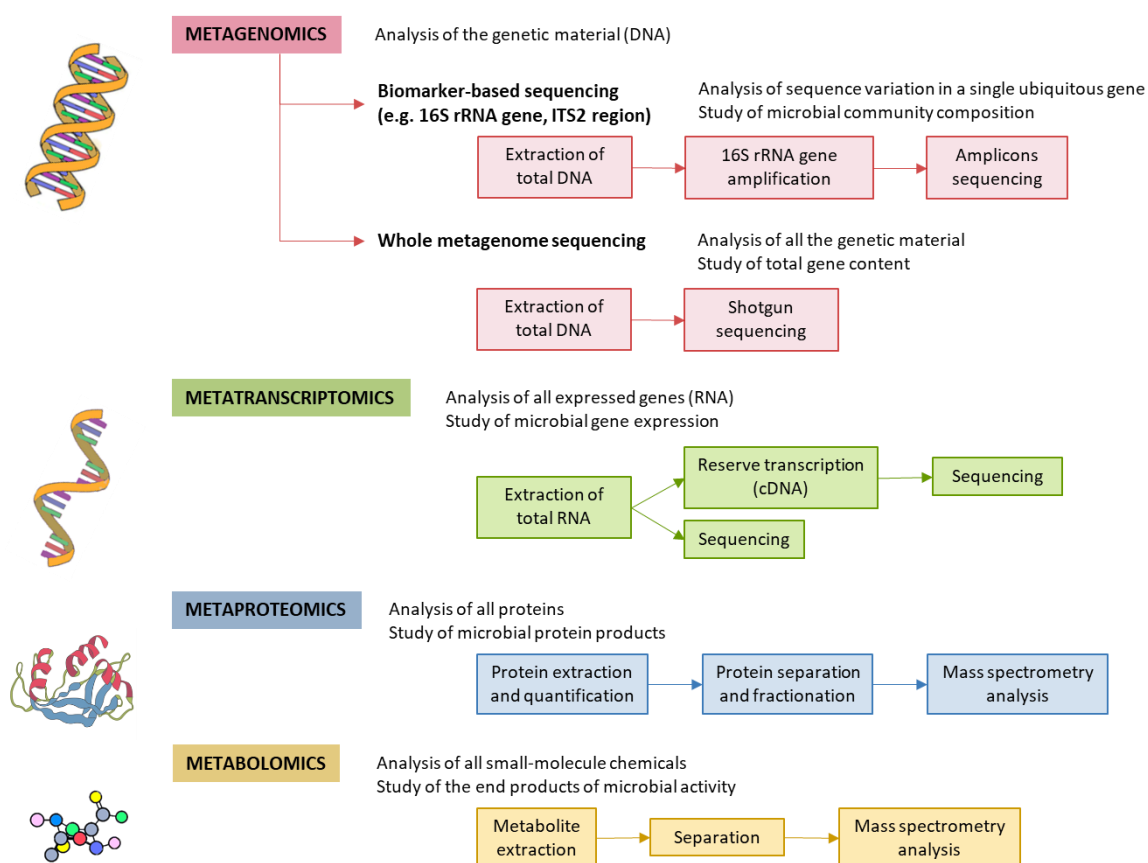 METAGENOMICS
Analysis of the genetic material (DNA)
Biomarker-based sequencing
(e.g. 16S rRNA gene, ITS2 region)
Analysis of sequence variation in a single ubiquitous gene
Study of microbial community composition
Extraction of
total DNA
16S rRNA gene
amplification
Amplicons
sequencing
Whole metagenome sequencing
Analysis of all the genetic material
Study of total gene content
Extraction of
total DNA
Shotgun
sequencing
METATRANSCRIPTOMICS
Analysis of all expressed genes (RNA)
Study of microbial gene expression
Extraction of
total RNA
Reserve transcription
(cDNA)
Sequencing
Sequencing
METAPROTEOMICS
Analysis of all proteins
Study of microbial protein products
Protein extraction
and quantification
Protein separation
and fractionation
Mass spectrometry
analysis
METABOLOMICS
Analysis of all small-molecule chemicals
Study of the end products of microbial activity
Metabolite
extraction
Separation
Mass spectrometry
analysis